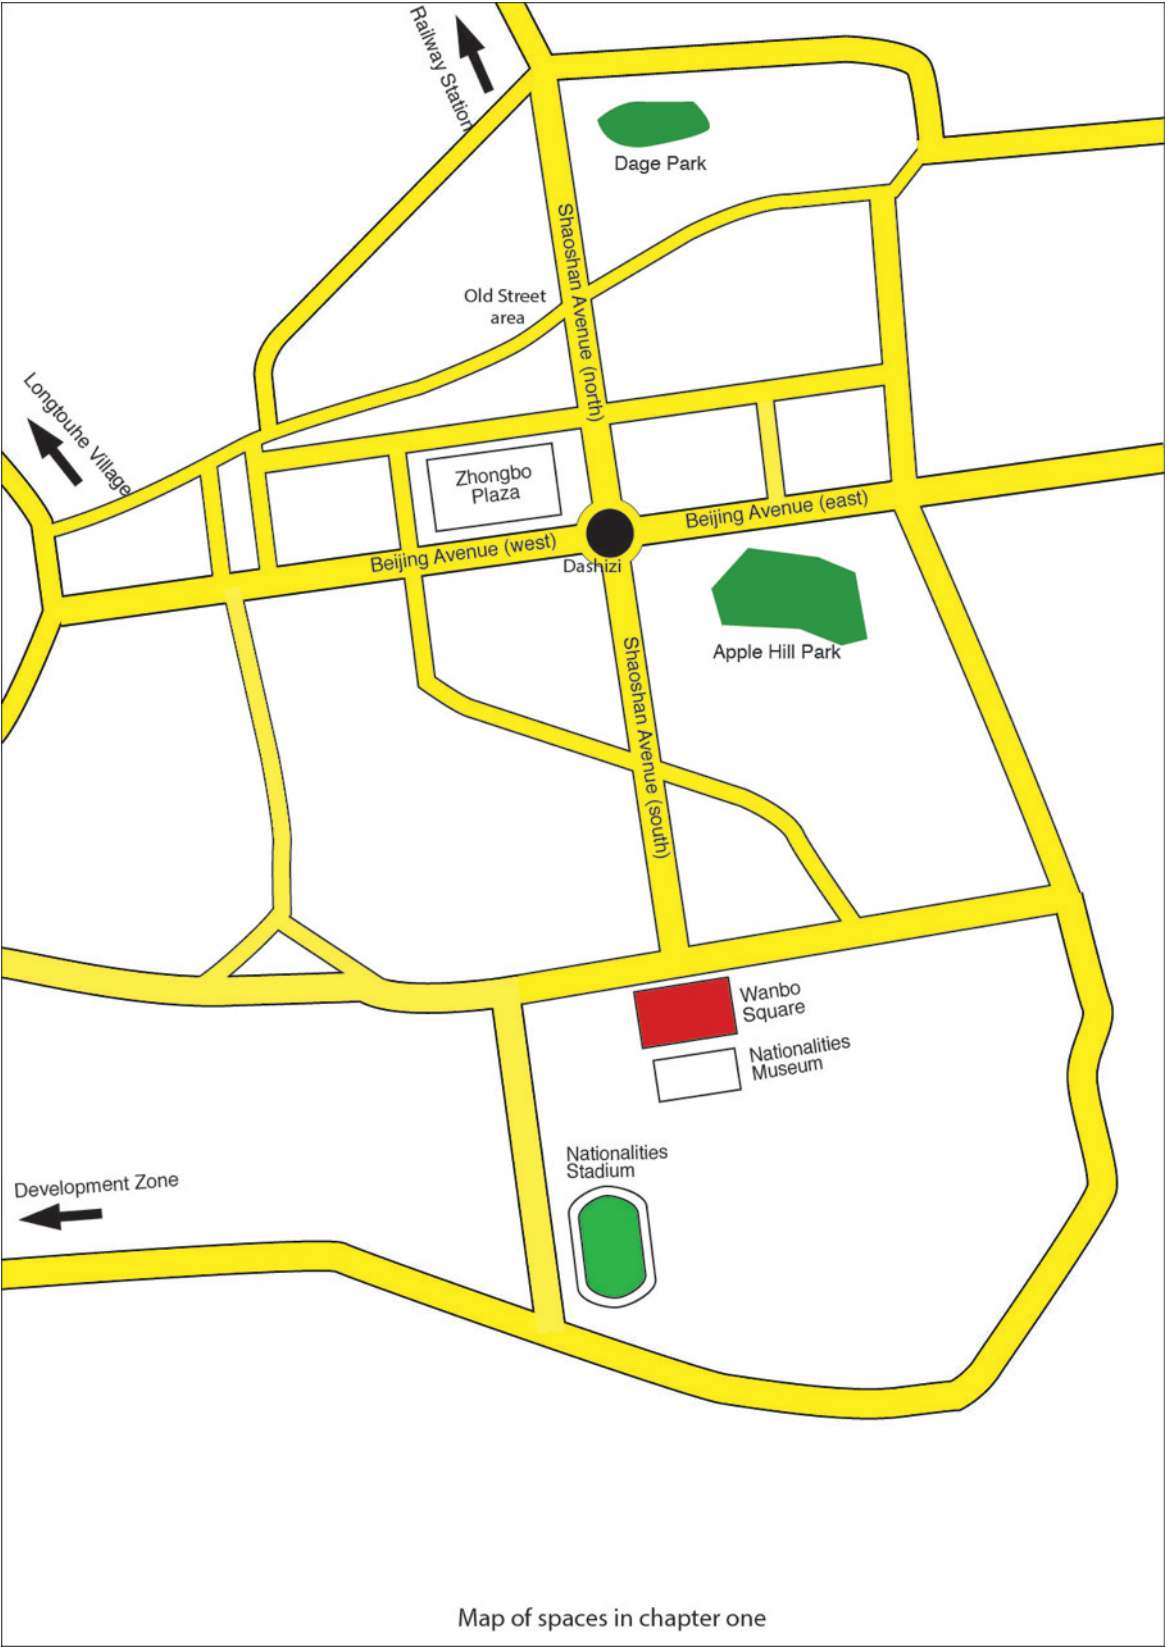 Railway Station
Dage Park
Shaoshan Avenue (north)
Old Street
area
Longtouhe Village
Zhongbo
Plaza
Beijing Avenue (east)
Beijing Avenue (west)
Dashizi
Apple Hill Park
Shaoshan Avenue (south)
Wanbo
Square
Nationalities
Museum
Nationalities
Stadium
Development Zone
Map of spaces in chapter one